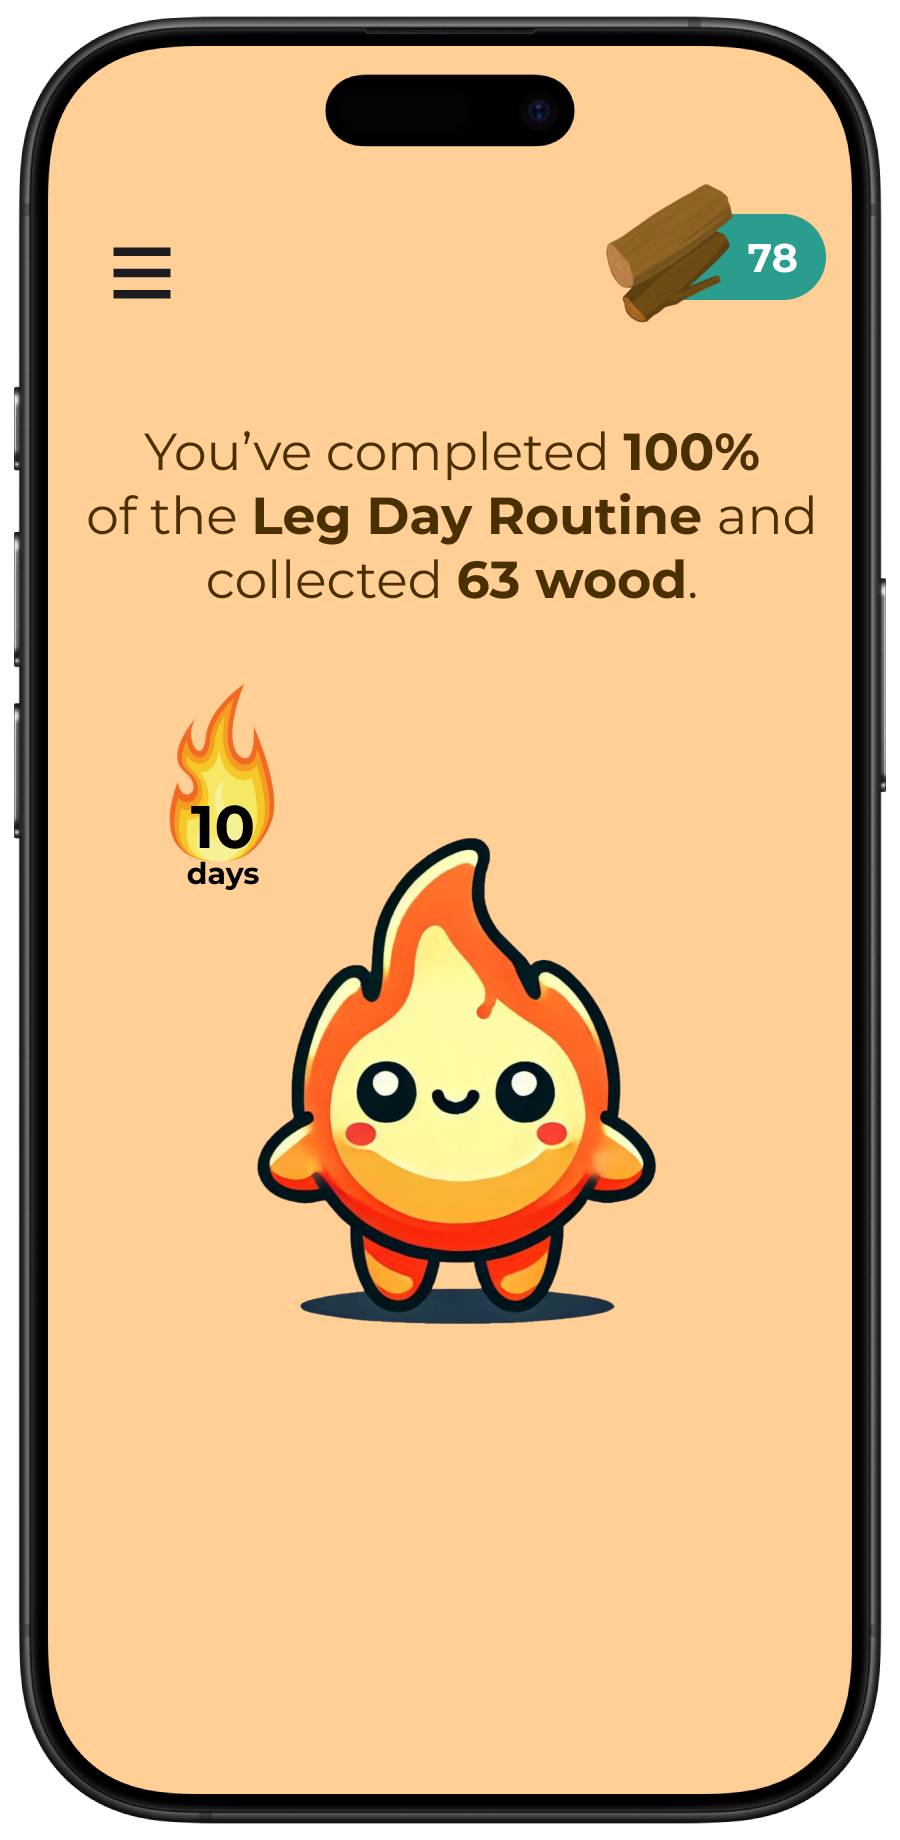 78
You’ve completed 100%
of the Leg Day Routine and
collected 63 wood.
10
days